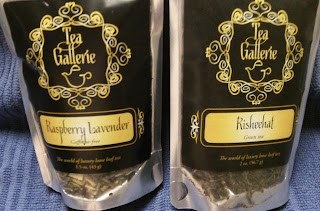 Tea
Gallerie
Raspberry Lavender
Caffeine free
The world of luxury loose leaf tea
Tea
Gallerie
Kishwehat
Green tea
The world of luxury loose leaf tea